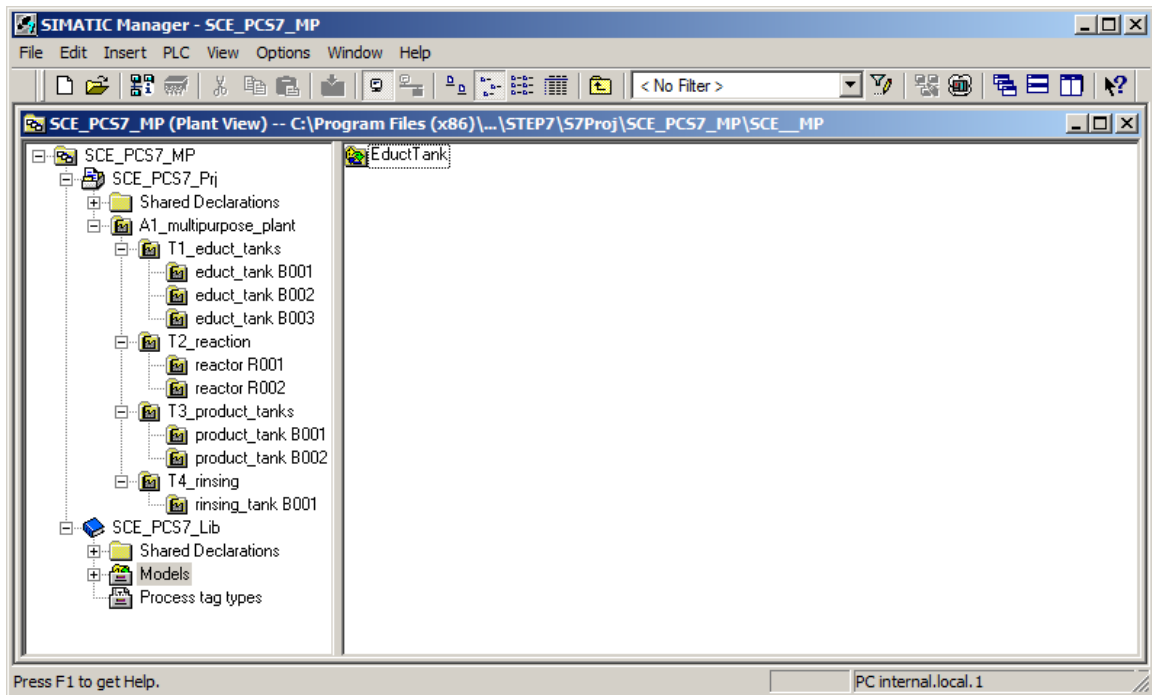 SIMATIC Manager - SCE_PCS7_MP
File Edit Insert PLC View Options Window Help
< No Filter >
SCE_PCS7_MP (Plant View) -- C:\Program Files (x86)\...\STEP7\S7Proj\SCE_PCS7_MP\SCE__MP
SCE_PCS7_MP
SCE_PCS7_Prj
Shared Declarations
A1_multipurpose_plant
T1_educt_tanks
educt_tank B001
educt_tank B002
educt_tank B003
T2_reaction
reactor R001
reactor R002
T3_product_tanks
product_tank B001
product_tank B002
T4_rinsing
rinsing_tank B001
SCE_PCS7_Lib
Shared Declarations
Models
Process tag types
EductTank
Press F1 to get Help.
PC internal.local.1